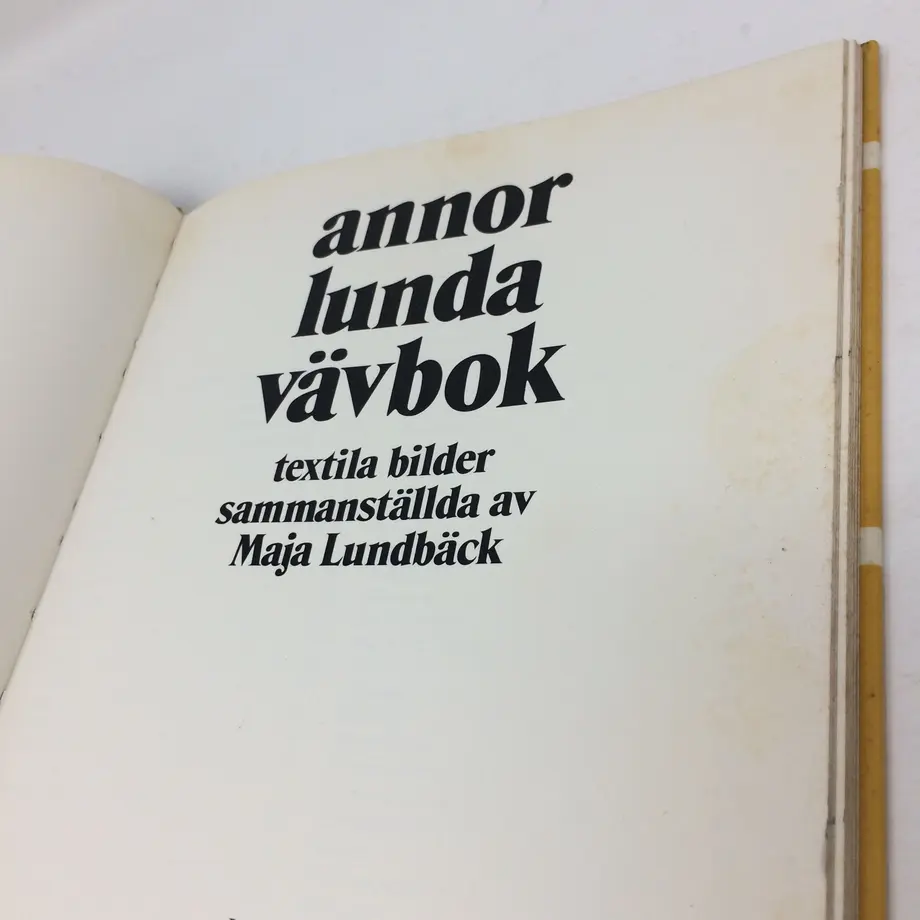 annor
lunda
vävbok
textila bilder
sammanställda av
Maja Lundbäck